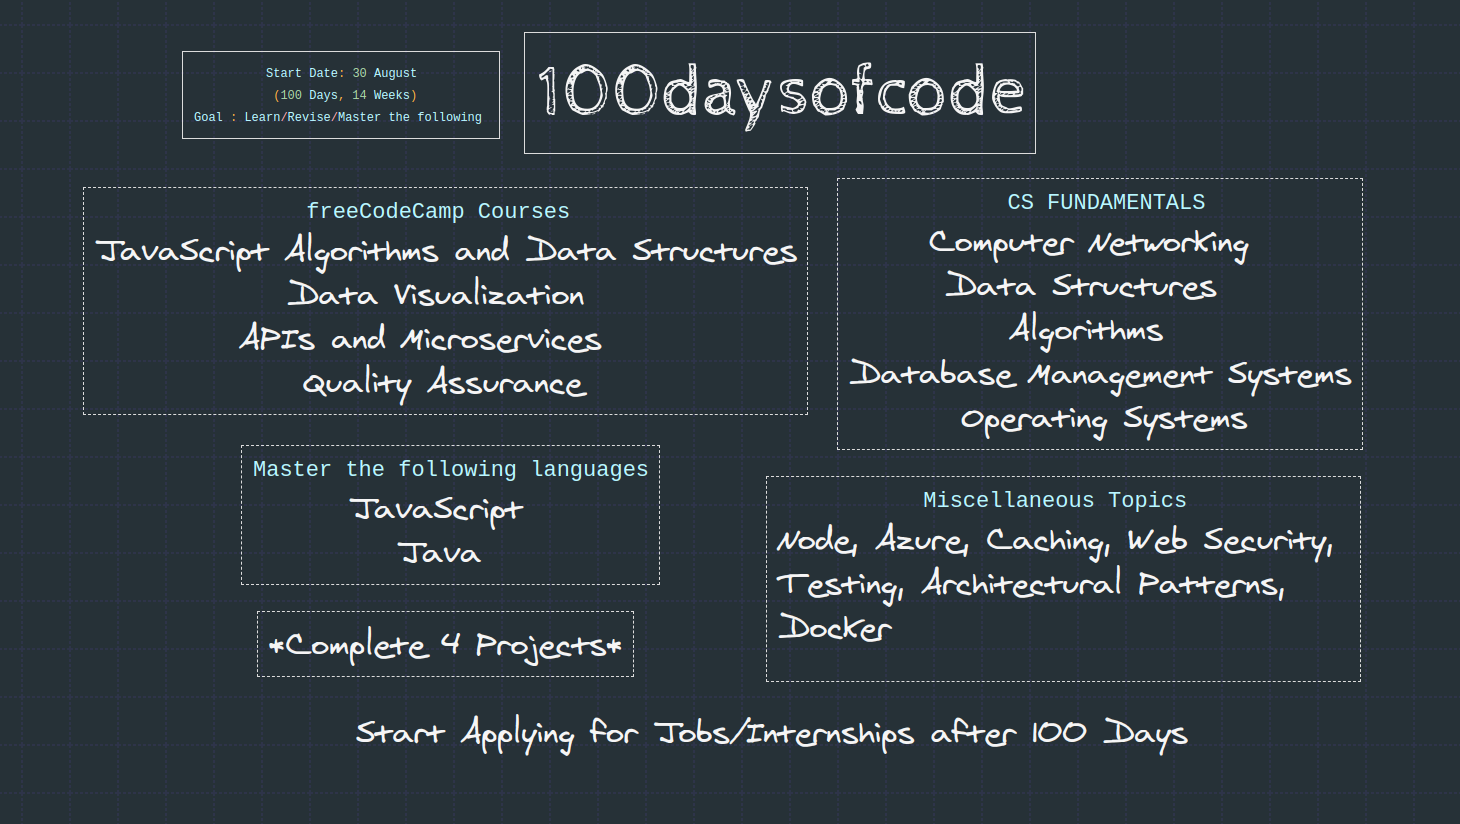 Start Date: 30 August
(100 Days, 14 Weeks)
Goal : Learn/Revise/Master the following
100daysofcode
freeCodeCamp Courses
JavaScript Algorithms and Data Structures
Data Visualization
APIs and Microservices
Quality Assurance
CS FUNDAMENTALS
Computer Networking
Data Structures
Algorithms
Database Management Systems
Operating Systems
Master the following languages
JavaScript
Java
Miscellaneous Topics
Node, Azure, Caching, Web Security,
Testing, Architectural Patterns,
Docker
*Complete 4 Projects*
Start Applying for Jobs/Internships after 100 Days